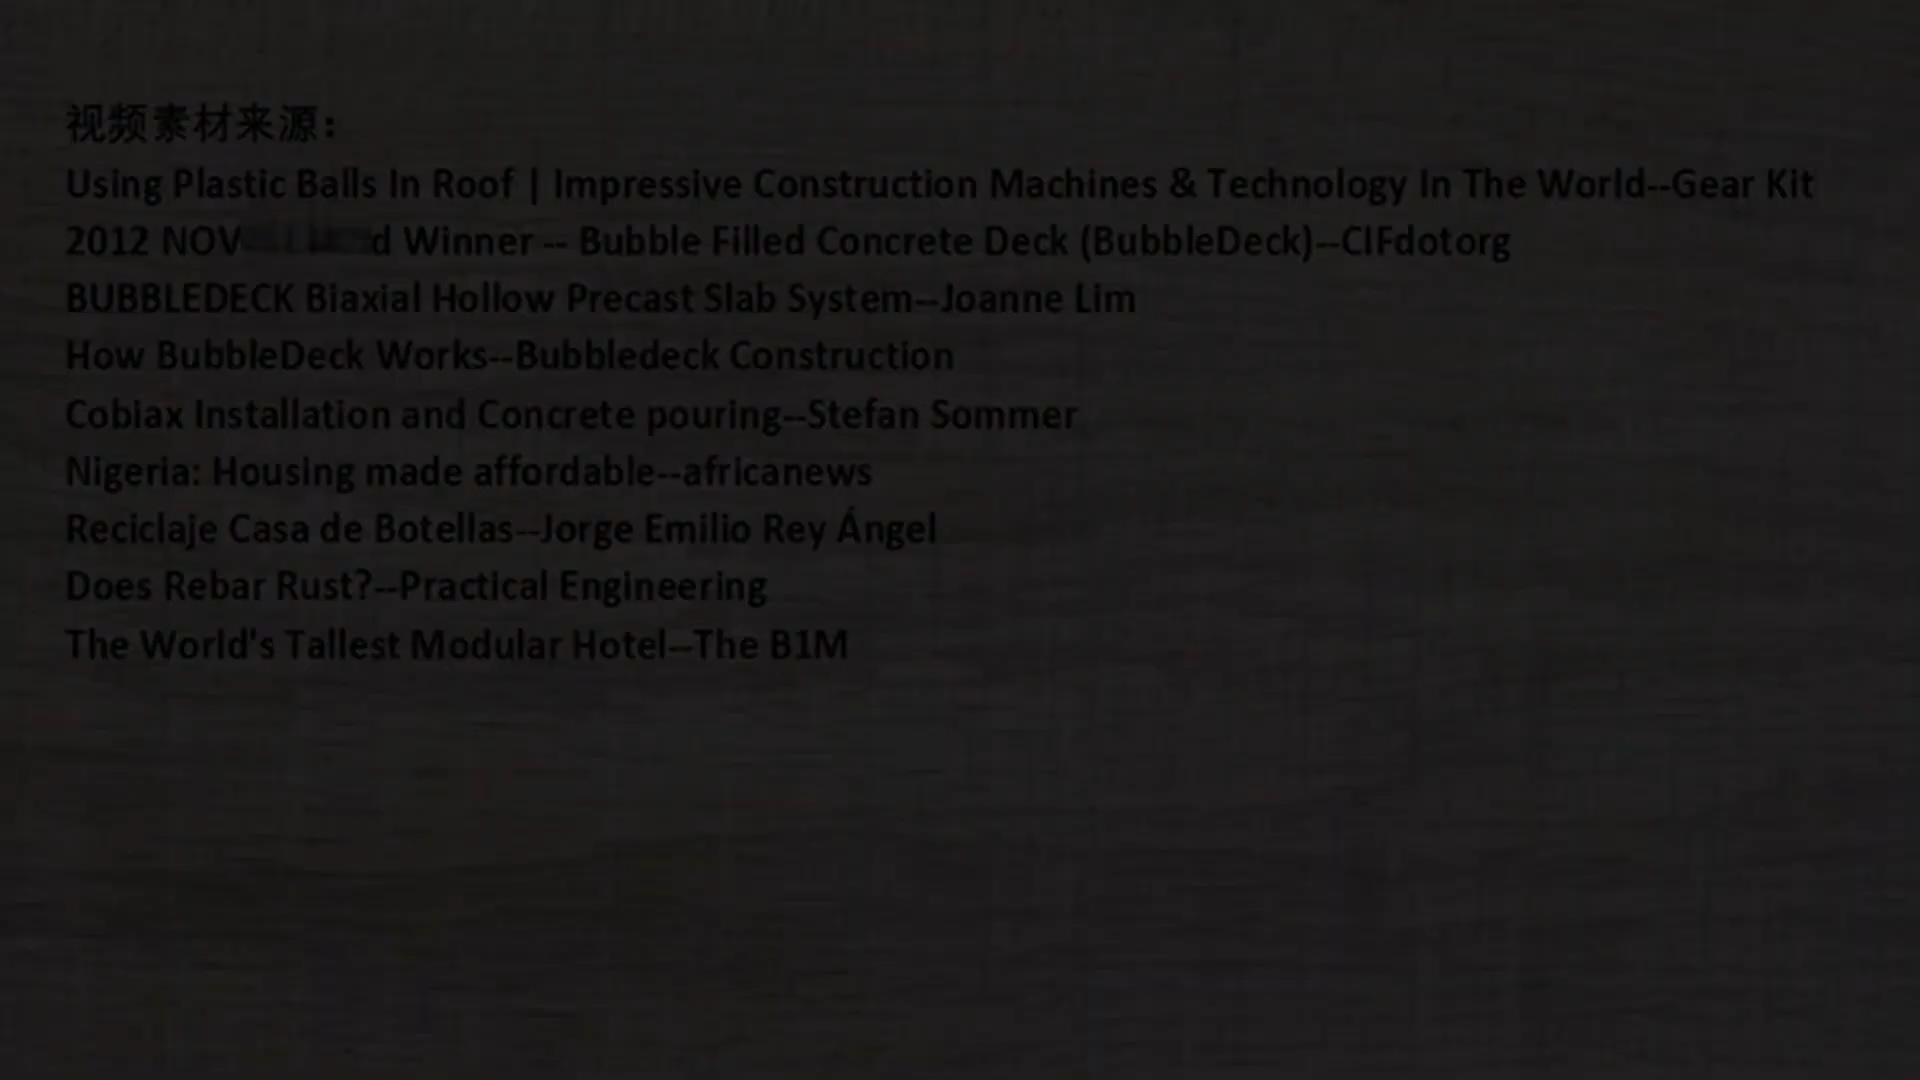 视频素材来源：
Using Plastic Balls In Roof | Impressive Construction Machines & Technology In The World--Gear Kit
2012 Winner -- Bubble Filled Concrete Deck (BubbleDeck)--CIFdotorg
BUBBLEDECK Biaxial Hollow Precast Slab System--Joanne Lim
How BubbleDeck Works--Bubbledeck Construction
Cobiax Installation and Concrete pouring--Stefan Sommer
Nigeria: Housing made affordable--africanews
Reciclaje Casa de Botellas--Jorge Emilio Rey Ángel
Does Rebar Rust?--Practical Engineering
The World's Tallest Modular Hotel--The B1M